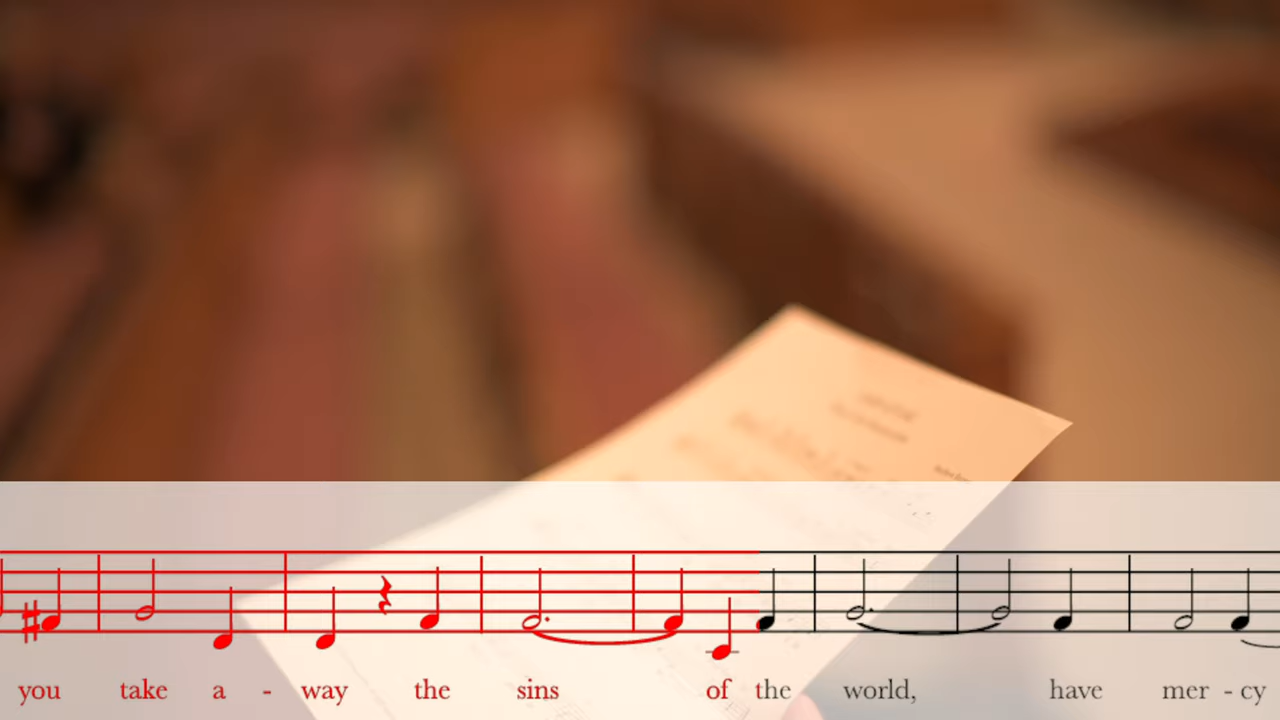 you take a - way the sins of the world, have mer - cy